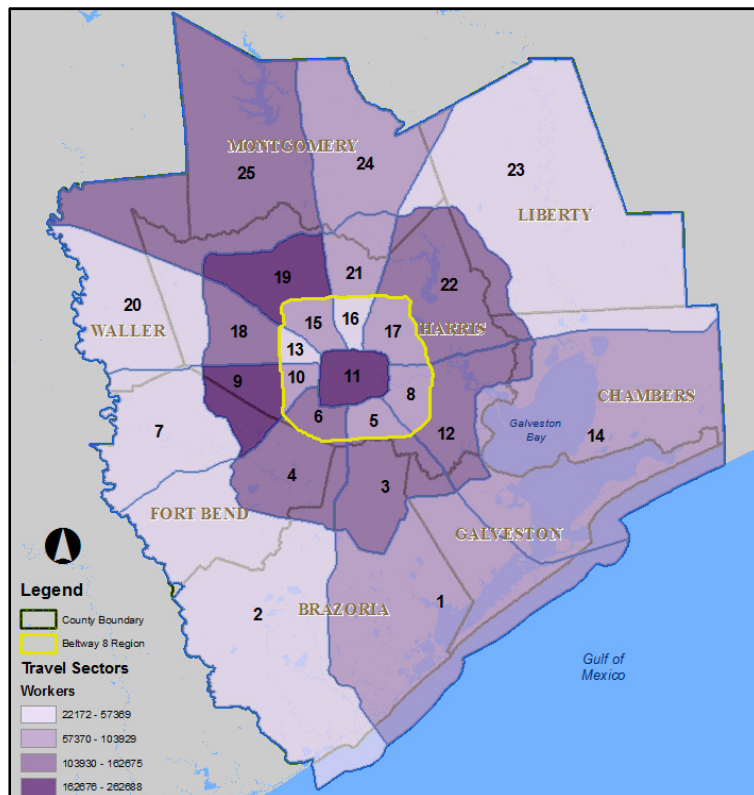 MONTGOMERY
24
25
23
LIBERTY
19
21
22
20
16
15
17
WALLER
18
HARRIS
13
9
10
11
8
CHAMBERS
6
5
7
12
Galveston
Bay
14
4
3
FORT BEND
GALVESTON
2
BRAZORIA
1
Legend
County Boundary
Beltway 8 Region
Travel Sectors
Workers
22172 - 57369
57370 - 103929
103930 - 162675
162676 - 262688
Gulf of
Mexico